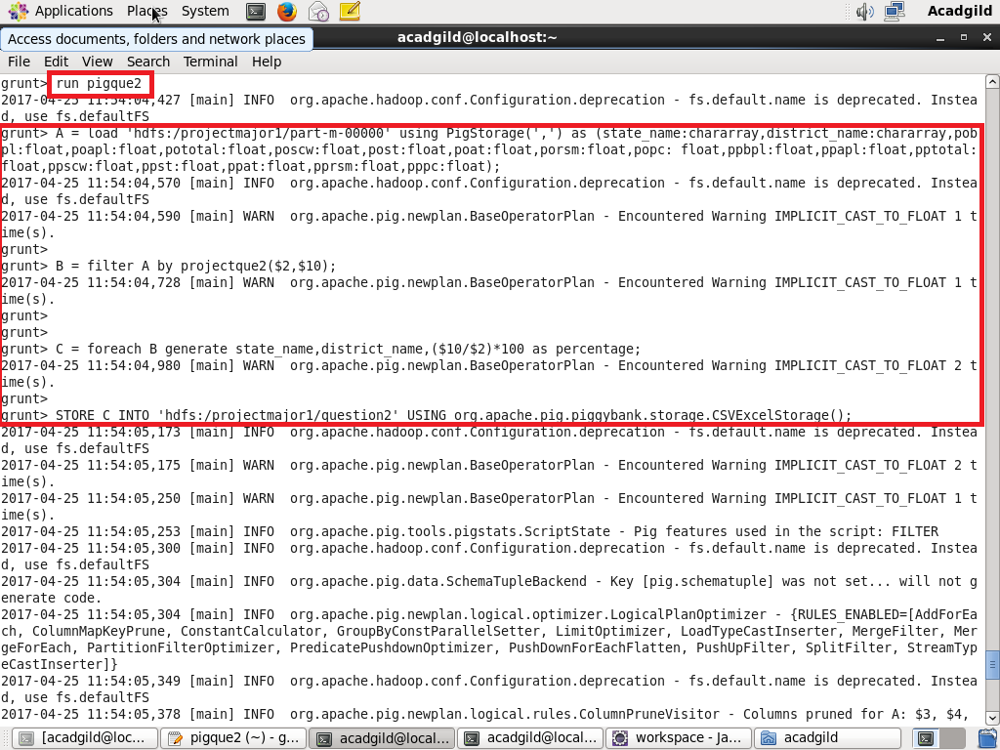 Applications Places System Acadgild
Access documents, folders and network places
acadgild@localhost:~
File Edit View Search Terminal Help
grunt> run pigque2
2017-04-25 11:54:04,427 [main] INFO  org.apache.hadoop.conf.Configuration.deprecation - fs.default.name is deprecated. Instea
d, use fs.defaultFS
grunt> A = load 'hdfs:/projectmajor1/part-m-00000' using PigStorage(',') as (state_name:chararray,district_name:chararray,pob
pl:float,poapl:float,pototal:float,poscw:float,post:float,poat:float,porsm:float,popc: float,ppbpl:float,ppapl:float,pptotal:
float,ppscw:float,ppst:float,ppat:float,pprsm:float,pppc:float);
2017-04-25 11:54:04,570 [main] INFO  org.apache.hadoop.conf.Configuration.deprecation - fs.default.name is deprecated. Instea
d, use fs.defaultFS
2017-04-25 11:54:04,590 [main] WARN  org.apache.pig.newplan.BaseOperatorPlan - Encountered Warning IMPLICIT_CAST_TO_FLOAT 1 t
ime(s).
grunt>
grunt> B = filter A by projectque2($2,$10);
2017-04-25 11:54:04,728 [main] WARN  org.apache.pig.newplan.BaseOperatorPlan - Encountered Warning IMPLICIT_CAST_TO_FLOAT 1 t
ime(s).
grunt>
grunt>
grunt> C = foreach B generate state_name,district_name,($10/$2)*100 as percentage;
2017-04-25 11:54:04,980 [main] WARN  org.apache.pig.newplan.BaseOperatorPlan - Encountered Warning IMPLICIT_CAST_TO_FLOAT 2 t
ime(s).
grunt>
grunt> STORE C INTO 'hdfs:/projectmajor1/question2' USING org.apache.pig.piggybank.storage.CSVExcelStorage();
2017-04-25 11:54:05,173 [main] INFO  org.apache.hadoop.conf.Configuration.deprecation - fs.default.name is deprecated. Instea
d, use fs.defaultFS
2017-04-25 11:54:05,175 [main] WARN  org.apache.pig.newplan.BaseOperatorPlan - Encountered Warning IMPLICIT_CAST_TO_FLOAT 2 t
ime(s).
2017-04-25 11:54:05,250 [main] WARN  org.apache.pig.newplan.BaseOperatorPlan - Encountered Warning IMPLICIT_CAST_TO_FLOAT 1 t
ime(s).
2017-04-25 11:54:05,253 [main] INFO  org.apache.pig.tools.pigstats.ScriptState - Pig features used in the script: FILTER
2017-04-25 11:54:05,300 [main] INFO  org.apache.hadoop.conf.Configuration.deprecation - fs.default.name is deprecated. Instea
d, use fs.defaultFS
2017-04-25 11:54:05,304 [main] INFO  org.apache.pig.data.SchemaTupleBackend - Key [pig.schematuple] was not set... will not g
enerate code.
2017-04-25 11:54:05,304 [main] INFO  org.apache.pig.newplan.logical.optimizer.LogicalPlanOptimizer - {RULES_ENABLED=[AddForEa
ch, ColumnMapKeyPrune, ConstantCalculator, GroupByConstParallelSetter, LimitOptimizer, LoadTypeCastInserter, MergeFilter, Mer
geForEach, PartitionFilterOptimizer, PredicatePushdownOptimizer, PushDownForEachFlatten, PushUpFilter, SplitFilter, StreamTyp
eCastInserter]}
2017-04-25 11:54:05,349 [main] INFO  org.apache.hadoop.conf.Configuration.deprecation - fs.default.name is deprecated. Instea
d, use fs.defaultFS
2017-04-25 11:54:05,378 [main] INFO  org.apache.pig.newplan.logical.rules.ColumnPruneVisitor - Columns pruned for A: $3, $4,
[acadgild@loc... pigque2 (~) - g... acadgild@local... acadgild@local... workspace - Ja... acadgild